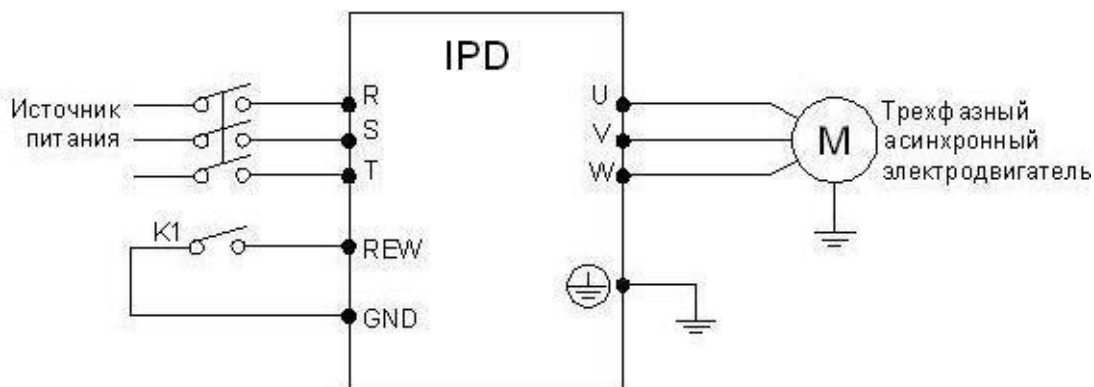 IPD
Источник
питания
R
S
T
K1
REW
GND
U
V
W
M
Трехфазный
асинхронный
электродвигатель